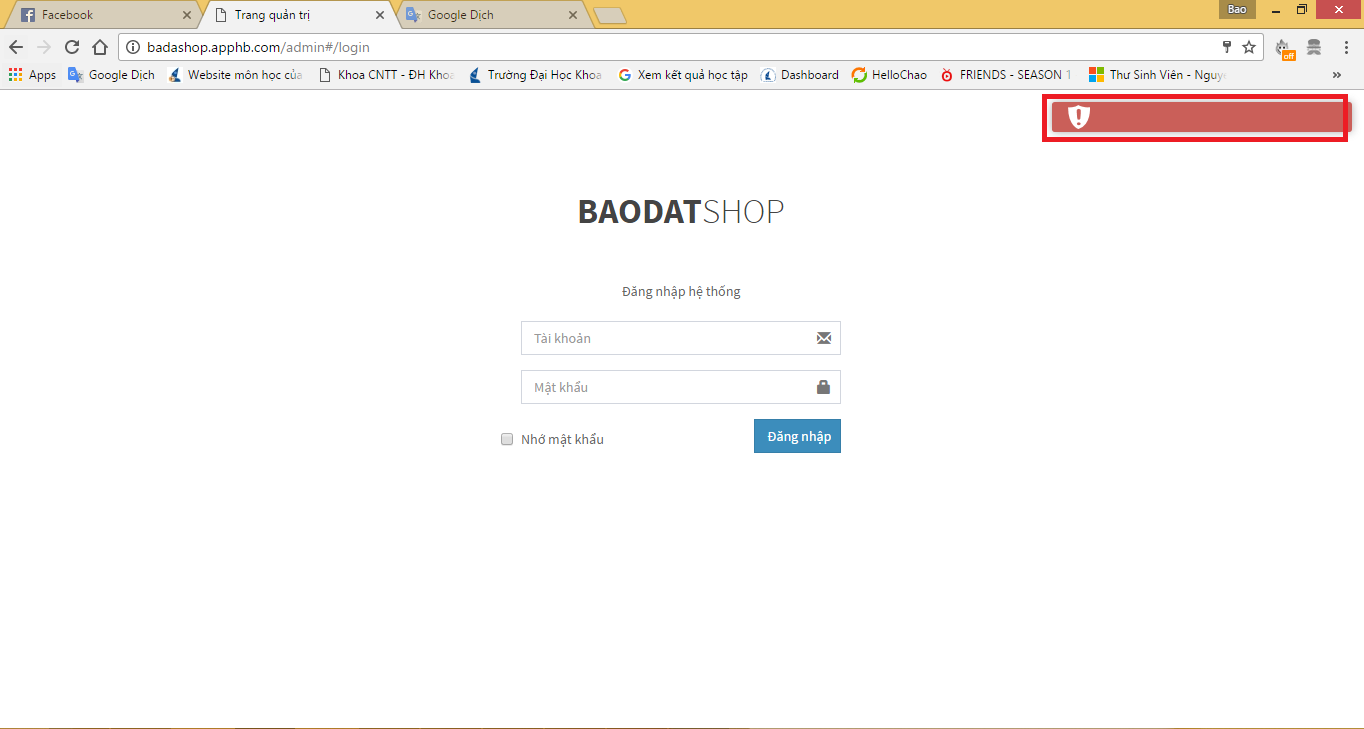 Facebook
Trang quản trị
Google Dịch
Bao
badashop.apphb.com/admin#/login
Apps
Google Dịch
Website môn học củа
Khoa CNTT - ĐH Khoa
Trường Đại Học Khoa
Xem kết quả học tập
Dashboard
HelloChao
FRIENDS - SEASON 1
Thư Sinh Viên - Nguy
off
BAODATSHOP
Đăng nhập hệ thống
Tài khoản
Mật khẩu
Nhớ mật khẩu
Đăng nhập